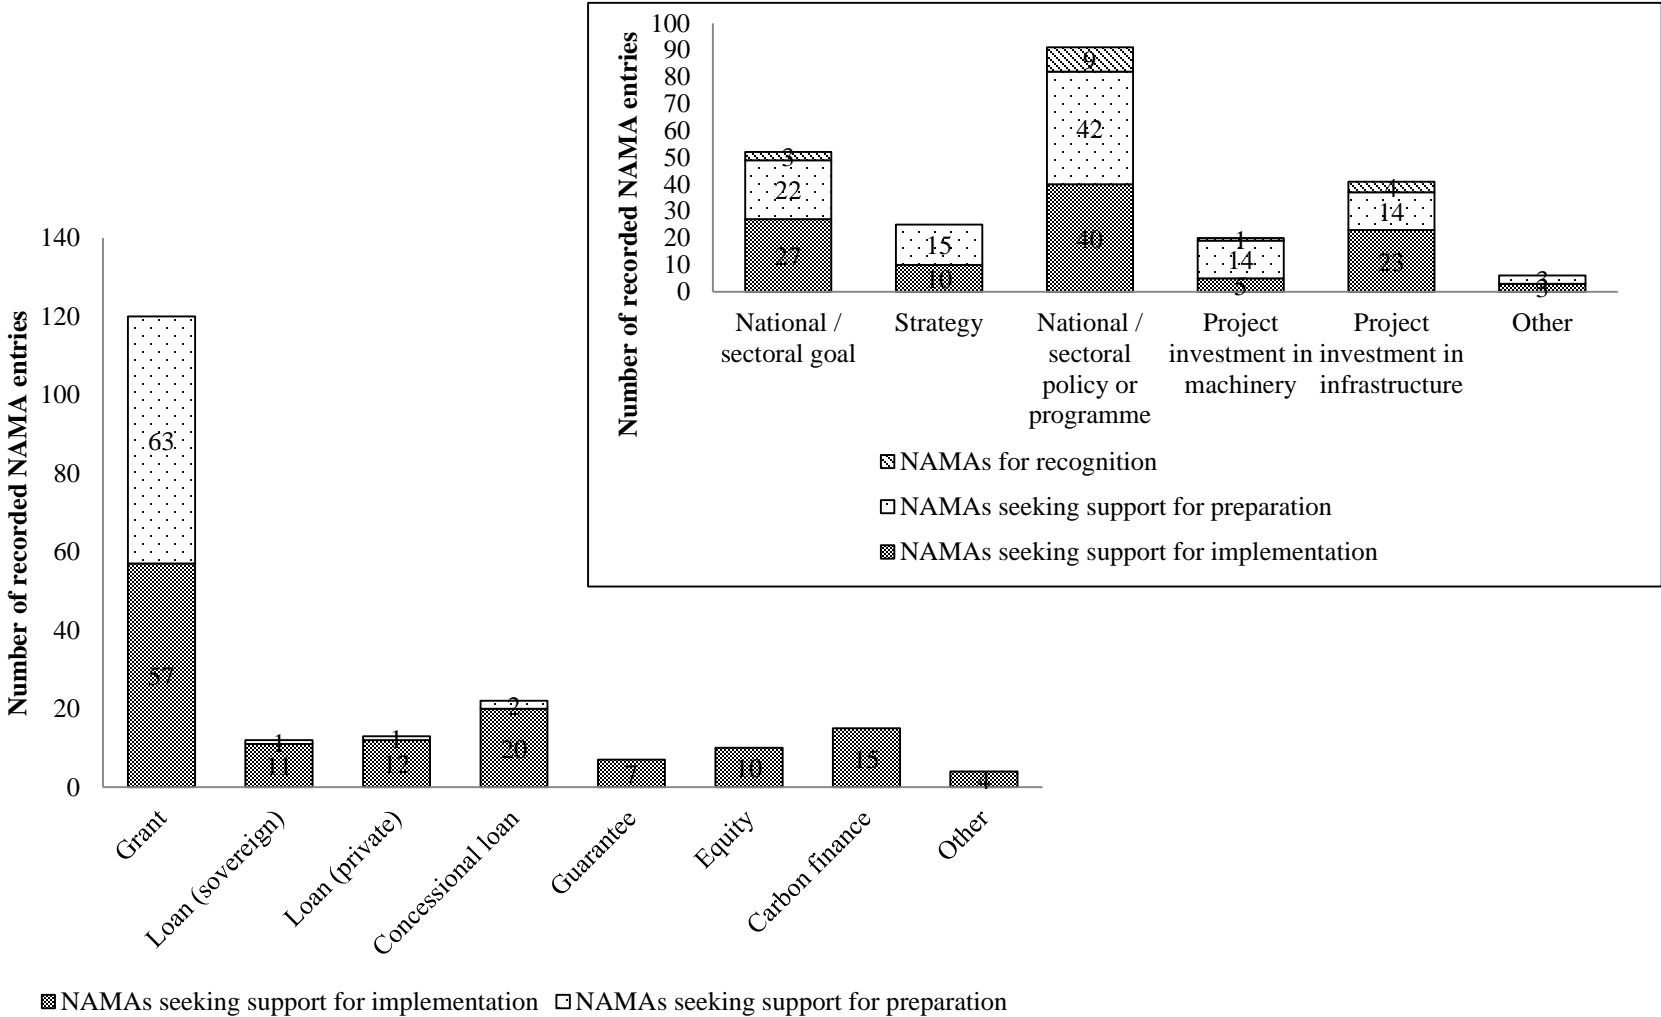 Number of recorded NAMA entries
100
90
80
70
60
50
40
30
20
10
0
3
22
27
15
10
9
42
40
1
14
5
4
14
23
3
3
National / sectoral goal
Strategy
National / sectoral policy or programme
Project investment in machinery
Project investment in infrastructure
Other
NAMAs for recognition
NAMAs seeking support for preparation
NAMAs seeking support for implementation
Number of recorded NAMA entries
140
120
100
80
60
40
20
0
63
57
1
11
1
12
2
20
7
10
15
4
Grant
Loan (sovereign)
Loan (private)
Concessional loan
Guarantee
Equity
Carbon finance
Other
NAMAs seeking support for implementation NAMAs seeking support for preparation